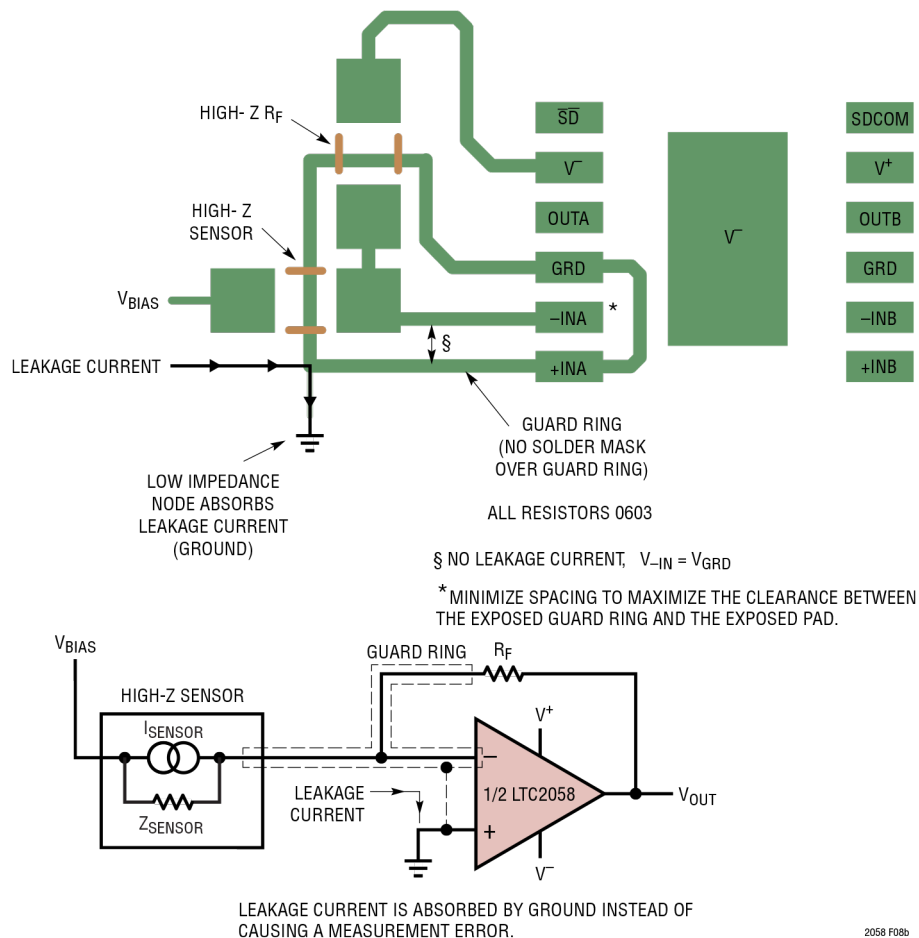 HIGH- Z RF
HIGH- Z
SENSOR
VBIAS
LEAKAGE CURRENT
LOW IMPEDANCE
NODE ABSORBS
LEAKAGE CURRENT
(GROUND)
S̅D̅
V–
OUTA
GRD
–INA
+INA
*
§
V–
SDCOM
V+
OUTB
GRD
–INB
+INB
GUARD RING
(NO SOLDER MASK
OVER GUARD RING)
ALL RESISTORS 0603
§ NO LEAKAGE CURRENT, V–IN = VGRD
*MINIMIZE SPACING TO MAXIMIZE THE CLEARANCE BETWEEN
THE EXPOSED GUARD RING AND THE EXPOSED PAD.
VBIAS
HIGH-Z SENSOR
ISENSOR
ZSENSOR
GUARD RING
RF
V+
–
1/2 LTC2058
+
V–
VOUT
LEAKAGE
CURRENT
LEAKAGE CURRENT IS ABSORBED BY GROUND INSTEAD OF
CAUSING A MEASUREMENT ERROR.
2058 F08b